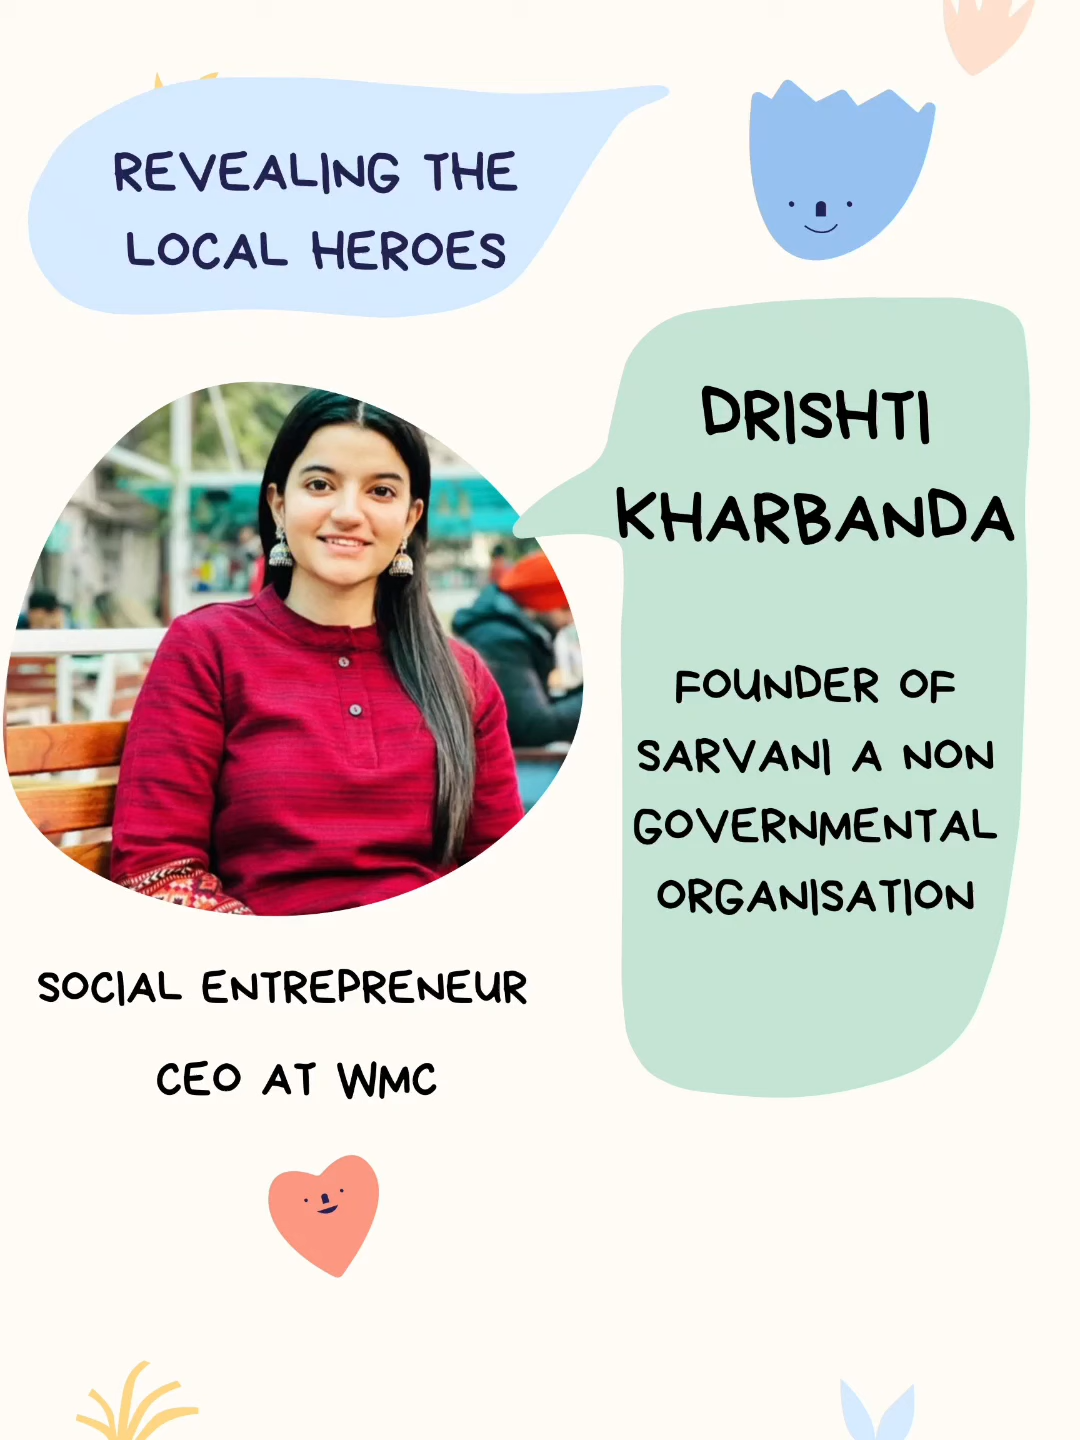 REVEALING THE
LOCAL HEROES
DRISHTI
KHARBANDA
FOUNDER OF
SARVANI A NON
GOVERNMENTAL
ORGANISATION
SOCIAL ENTREPRENEUR
CEO AT WMC